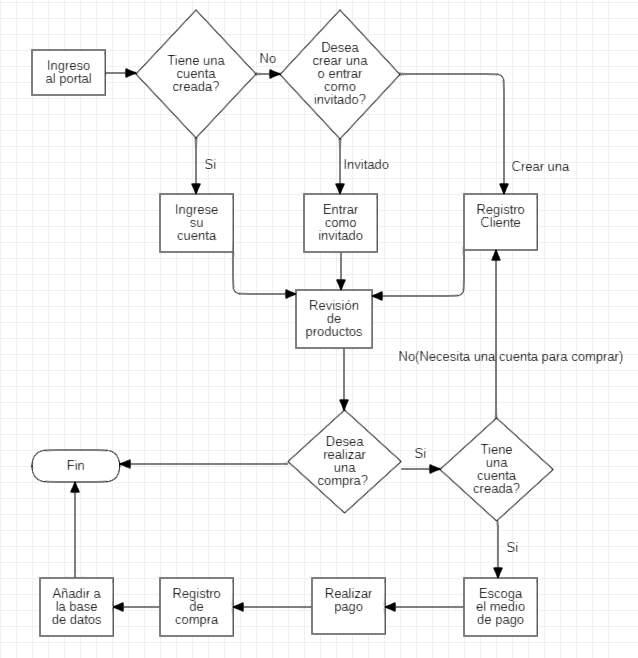 Ingreso
al portal
Tiene una
cuenta
creada?
No
Desea
crear una
o entrar
como
invitado?
Si
Invitado
Crear una
Ingrese
su
cuenta
Entrar
como
invitado
Registro
Cliente
Revisión
de
productos
No(Necesita una cuenta para comprar)
Desea
realizar
una
compra?
Si
Tiene
una
cuenta
creada?
Fin
Si
Añadir a
la base
de datos
Registro
de
compra
Realizar
pago
Escoga
el medio
de pago